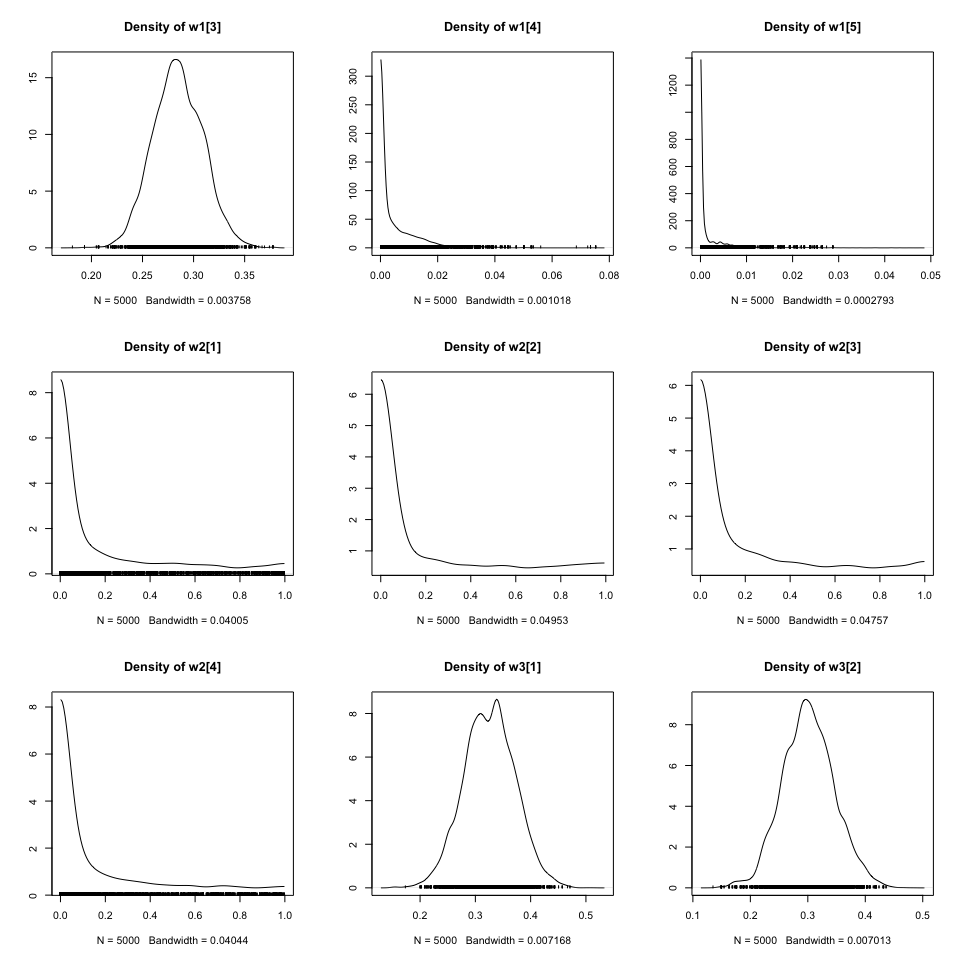 Density of w1[3]
15
10
5
0
0.20 0.25 0.30 0.35
N = 5000 Bandwidth = 0.003758
Density of w1[4]
300
250
200
150
100
50
0
0.00 0.02 0.04 0.06 0.08
N = 5000 Bandwidth = 0.001018
Density of w1[5]
1200
800
600
400
200
0
0.00 0.01 0.02 0.03 0.04 0.05
N = 5000 Bandwidth = 0.0002793
Density of w2[1]
8
6
4
2
0
0.0 0.2 0.4 0.6 0.8 1.0
N = 5000 Bandwidth = 0.04005
Density of w2[2]
6
5
4
3
2
1
0.0 0.2 0.4 0.6 0.8 1.0
N = 5000 Bandwidth = 0.04953
Density of w2[3]
6
5
4
3
2
1
0.0 0.2 0.4 0.6 0.8 1.0
N = 5000 Bandwidth = 0.04757
Density of w2[4]
8
6
4
2
0
0.0 0.2 0.4 0.6 0.8 1.0
N = 5000 Bandwidth = 0.04044
Density of w3[1]
8
6
4
2
0
0.2 0.3 0.4 0.5
N = 5000 Bandwidth = 0.007168
Density of w3[2]
8
6
4
2
0
0.1 0.2 0.3 0.4 0.5
N = 5000 Bandwidth = 0.007013